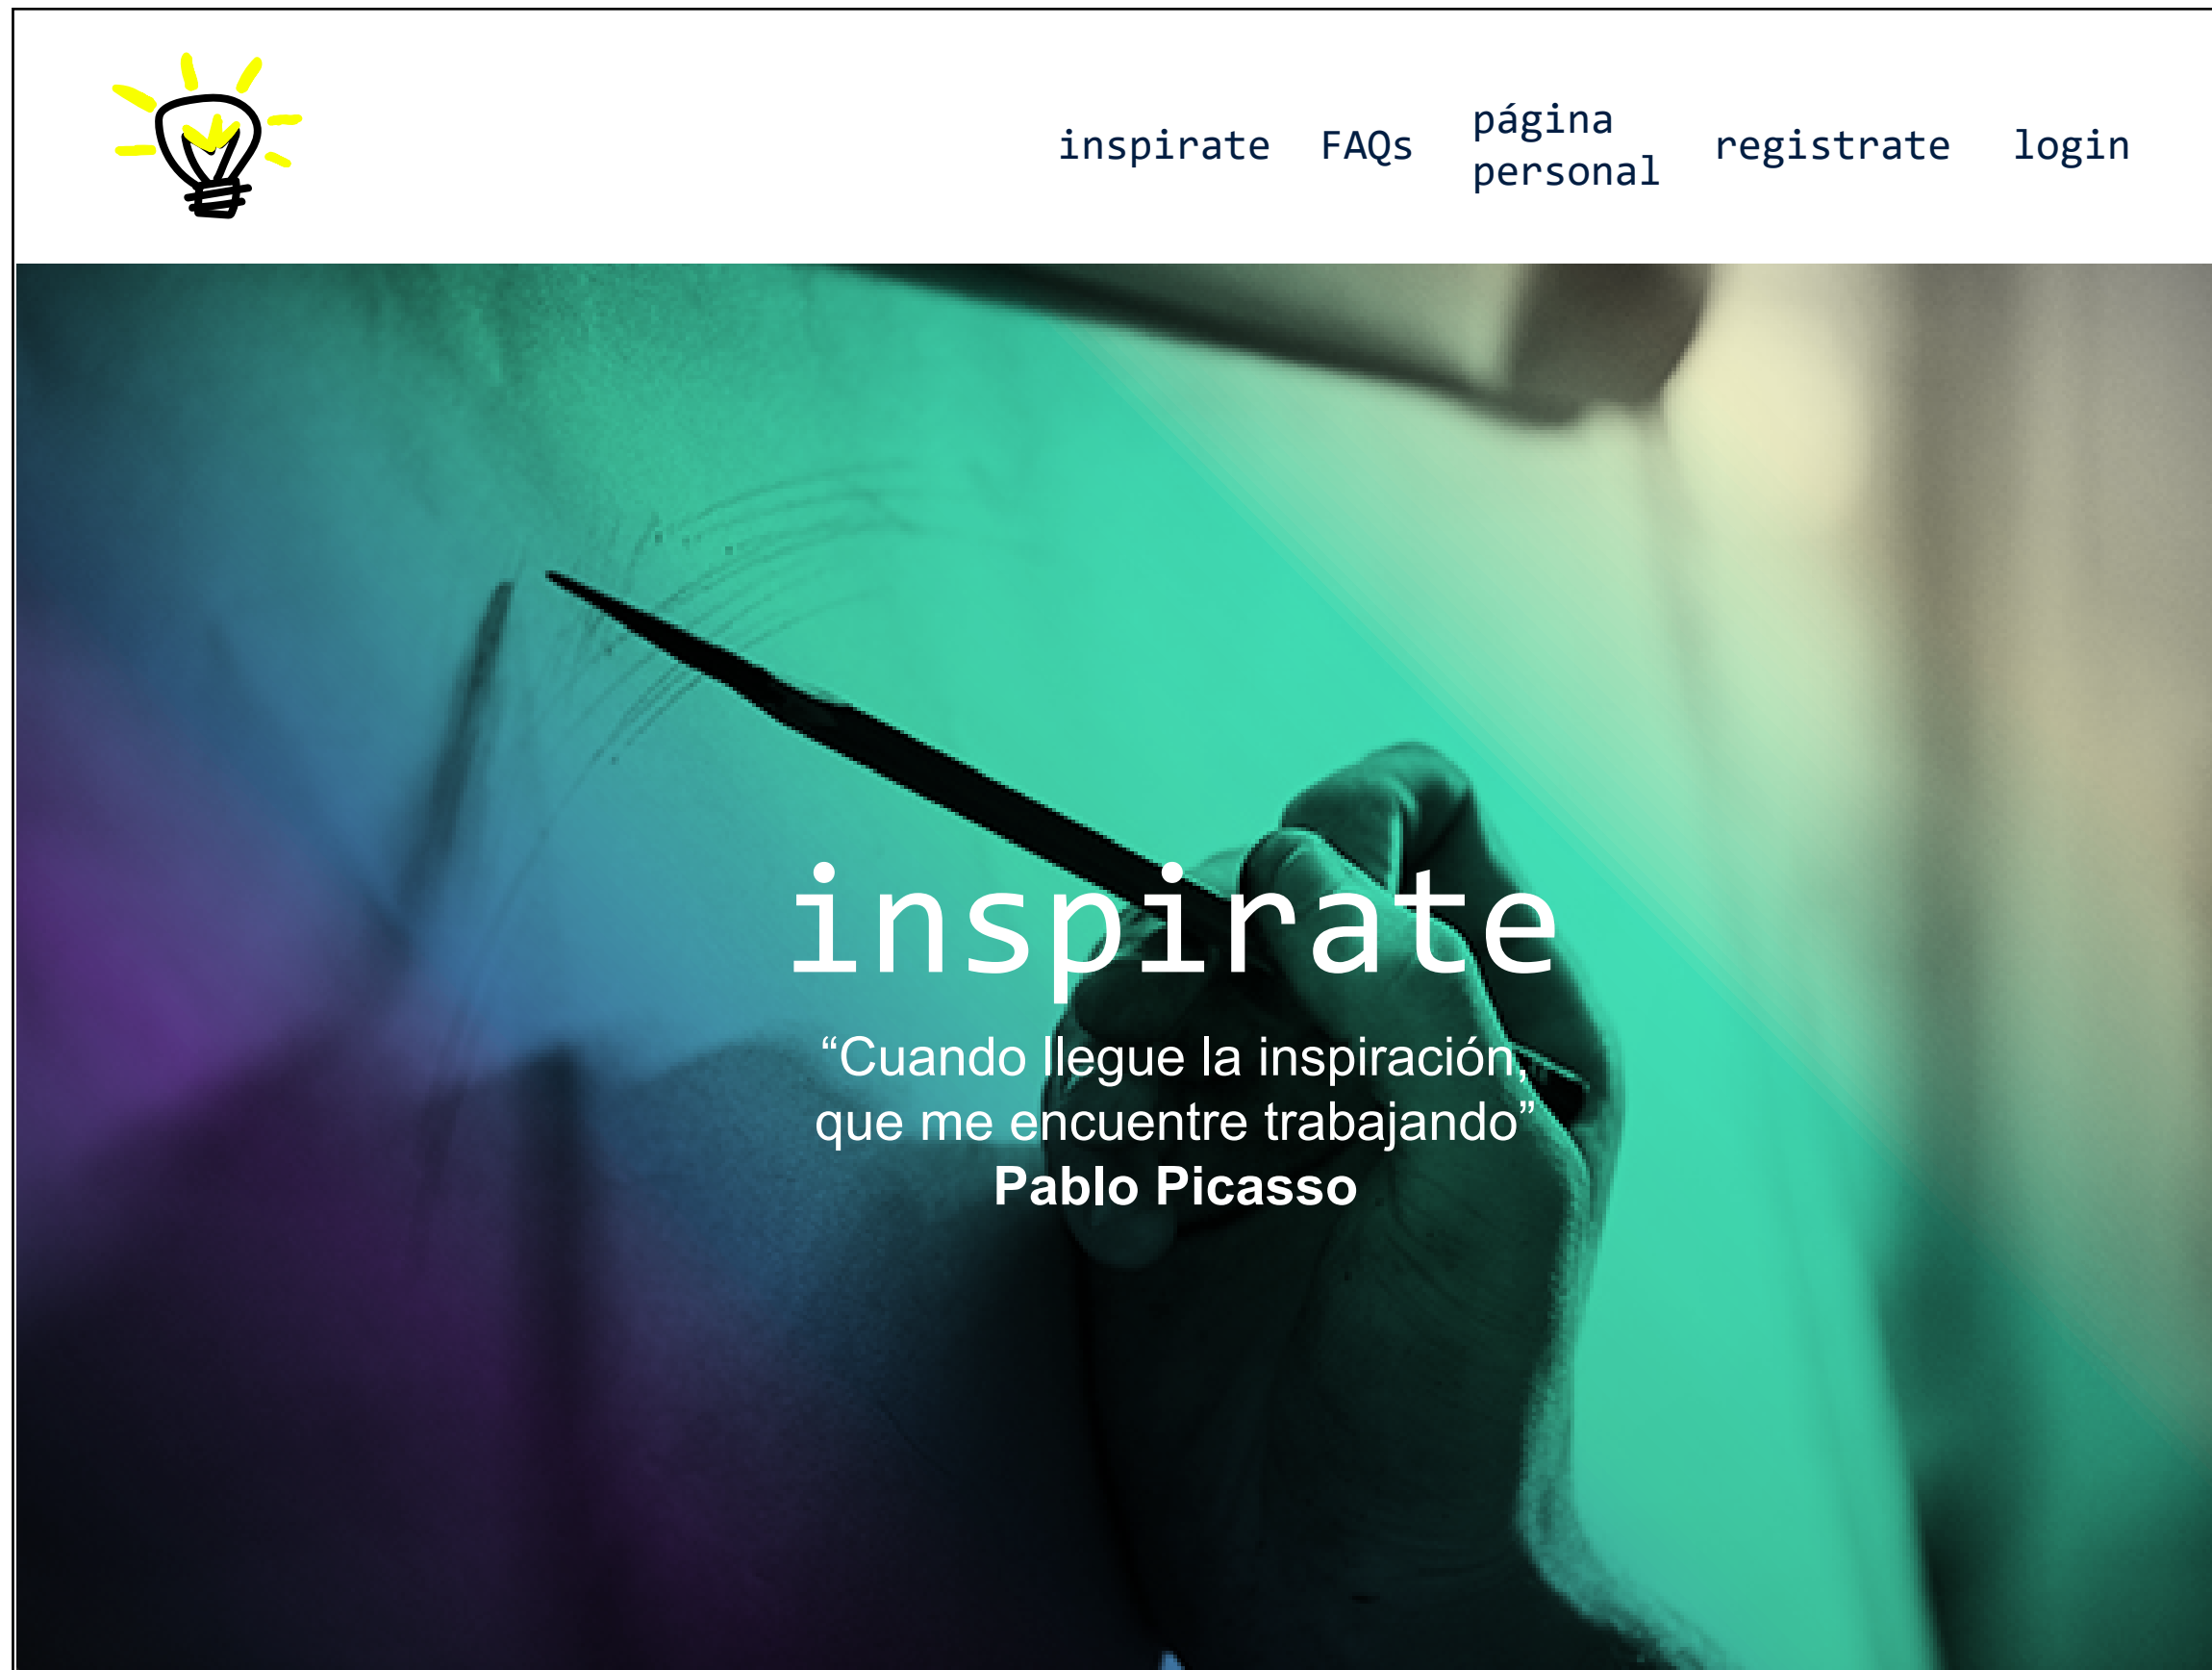 inspirate
FAQs
página
personal
registrate
login
inspirate
“Cuando llegue la inspiración,
que me encuentre trabajando”
Pablo Picasso